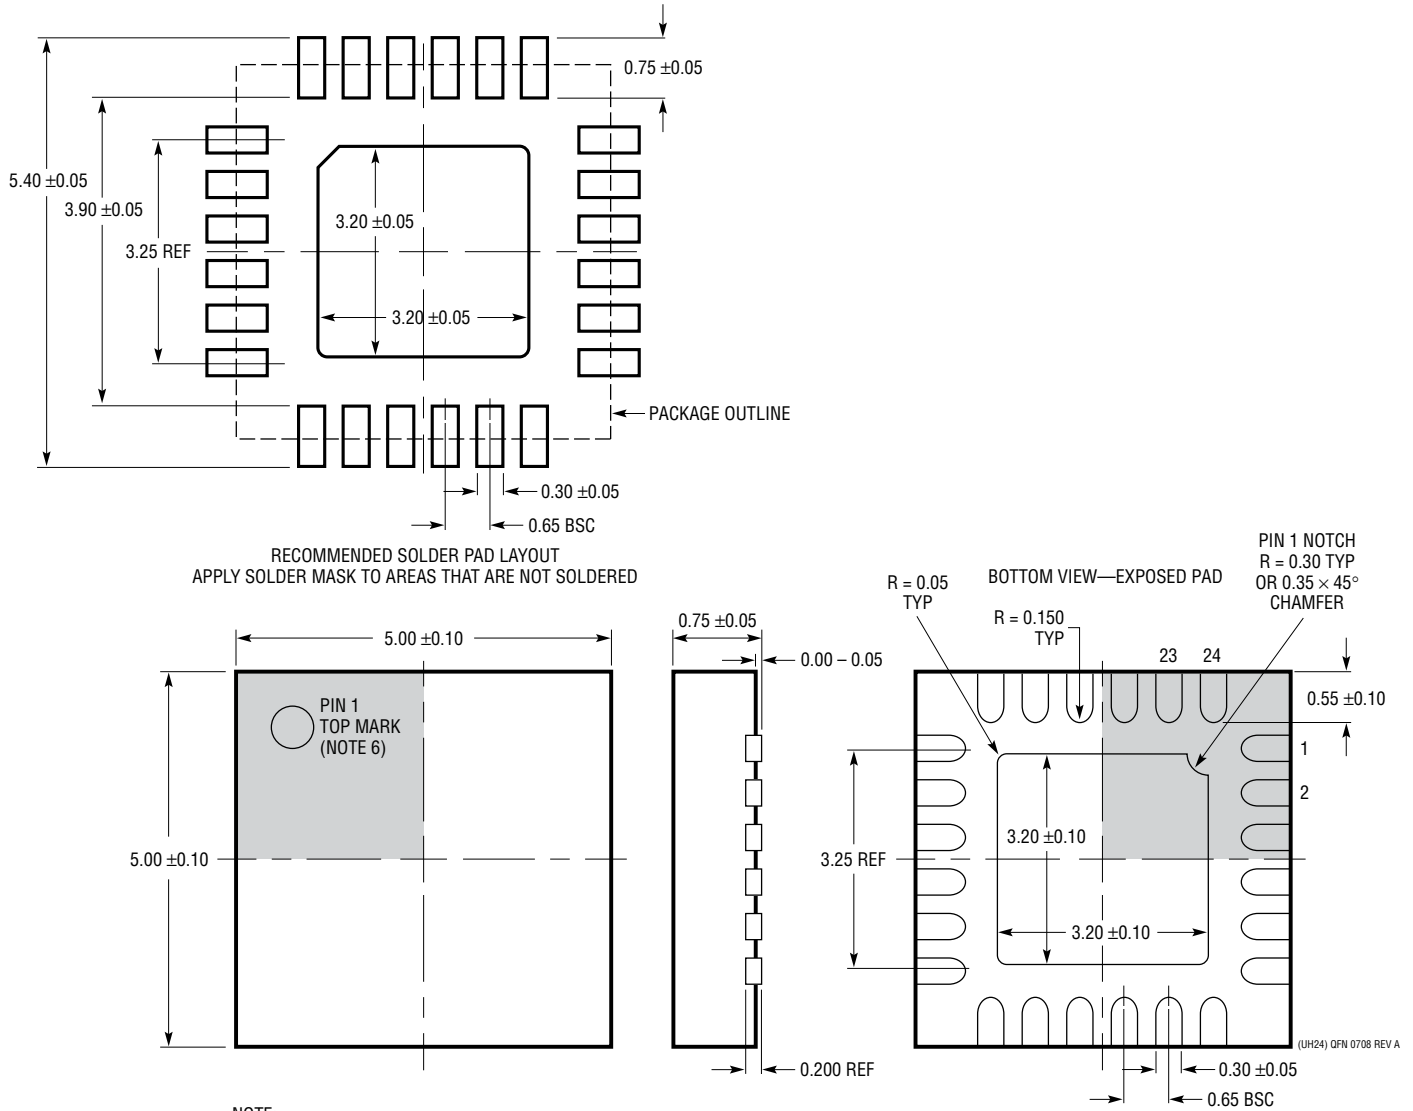 0.75 ±0.05
5.40 ±0.05
3.90 ±0.05
3.25 REF
3.20 ±0.05
3.20 ±0.05
PACKAGE OUTLINE
0.30 ±0.05
0.65 BSC
RECOMMENDED SOLDER PAD LAYOUT
APPLY SOLDER MASK TO AREAS THAT ARE NOT SOLDERED
5.00 ±0.10
5.00 ±0.10
PIN 1
TOP MARK
(NOTE 6)
0.75 ±0.05
0.00 – 0.05
0.200 REF
BOTTOM VIEW—EXPOSED PAD
R = 0.05
TYP
R = 0.150
TYP
PIN 1 NOTCH
R = 0.30 TYP
OR 0.35 × 45°
CHAMFER
23 24
0.55 ±0.10
1
2
3.25 REF
3.20 ±0.10
3.20 ±0.10
(UH24) QFN 0708 REV A
0.30 ±0.05
0.65 BSC
NOTE